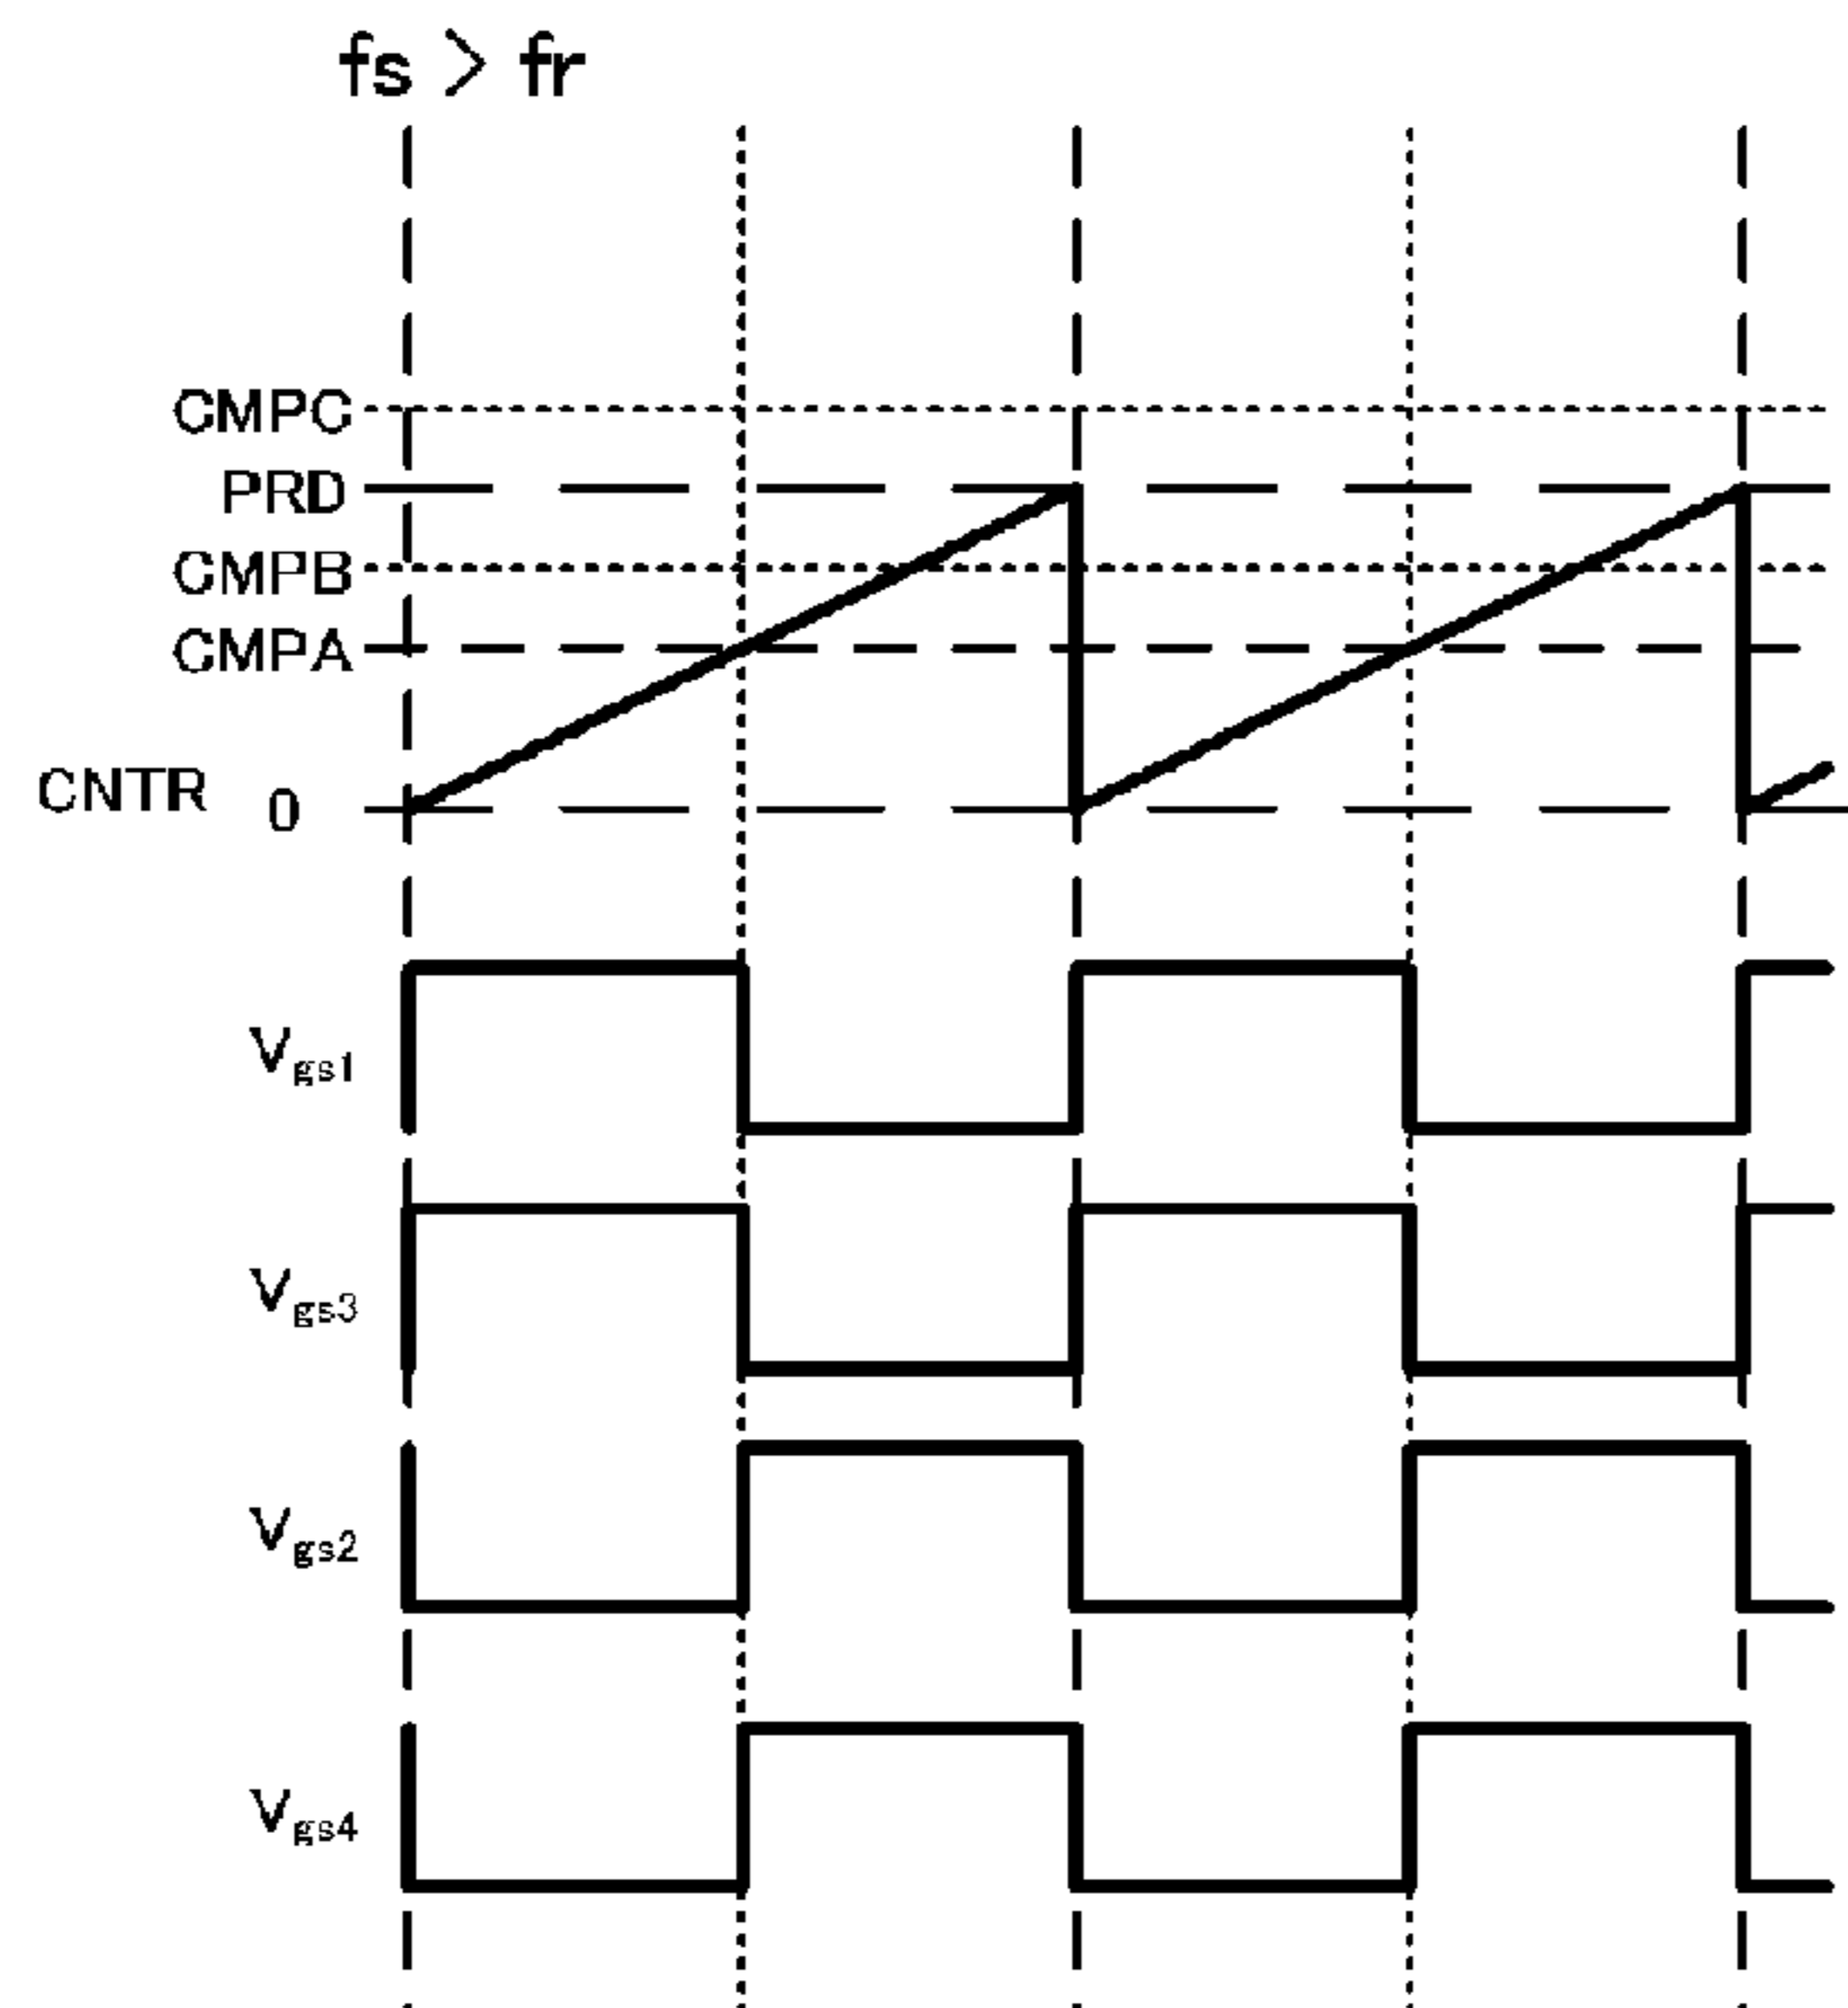 fs > fr
CMPC
PRD
CMPB
CMPA
CNTR 0
Vgs1
Vgs3
Vgs2
Vgs4